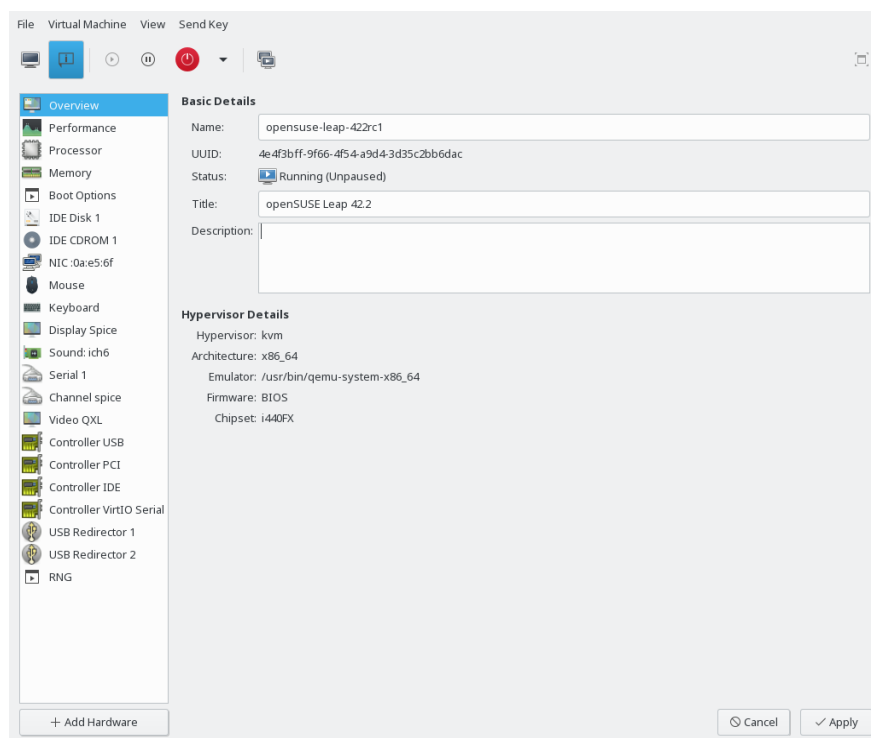 File Virtual Machine View Send Key
Overview
Performance
Processor
Memory
Boot Options
IDE Disk 1
IDE CDROM 1
NIC :0a:e5:6f
Mouse
Keyboard
Display Spice
Sound: ich6
Serial 1
Channel spice
Video QXL
Controller USB
Controller PCI
Controller IDE
Controller VirtIO Serial
USB Redirector 1
USB Redirector 2
RNG
+ Add Hardware
Basic Details
Name: opensuse-leap-422rc1
UUID: 4e4f3bff-9f66-4f54-a9d4-3d35c2bb6dac
Status: Running (Unpaused)
Title: openSUSE Leap 42.2
Description:
Hypervisor Details
Hypervisor: kvm
Architecture: x86_64
Emulator: /usr/bin/qemu-system-x86_64
Firmware: BIOS
Chipset: i440FX
Cancel Apply